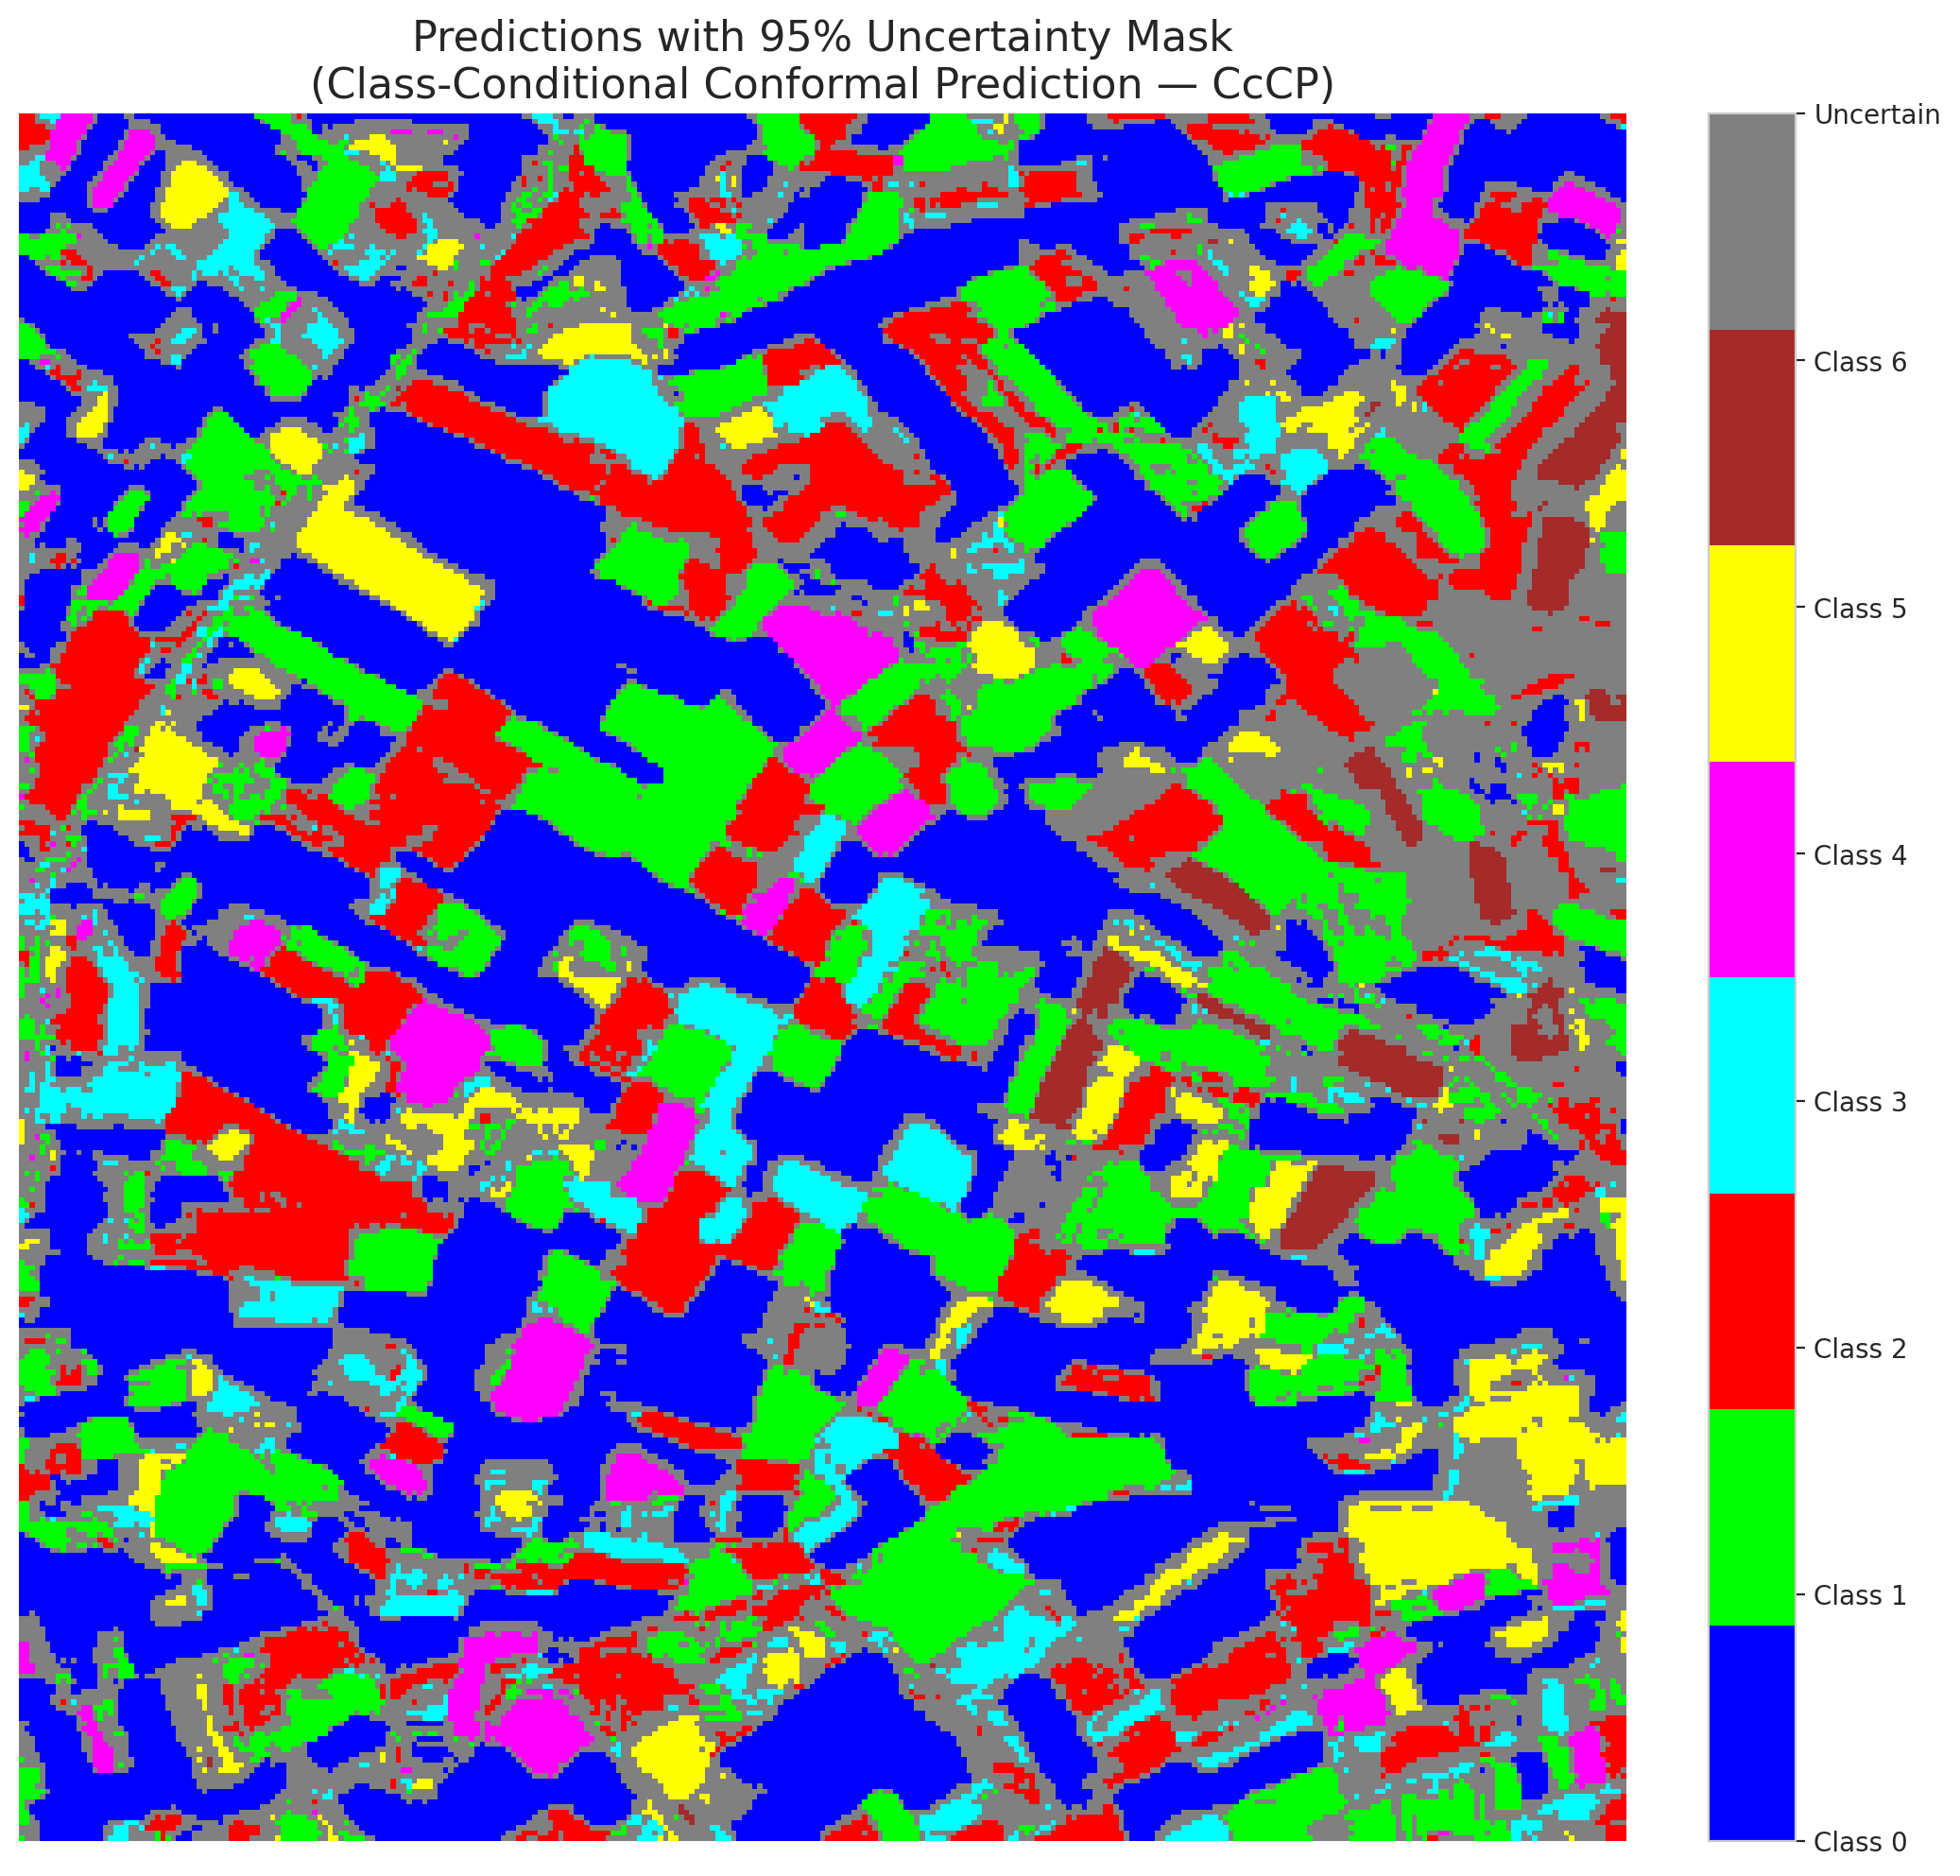 Predictions with 95% Uncertainty Mask
(Class-Conditional Conformal Prediction — CcCP)
Uncertain
Class 6
Class 5
Class 4
Class 3
Class 2
Class 1
Class 0